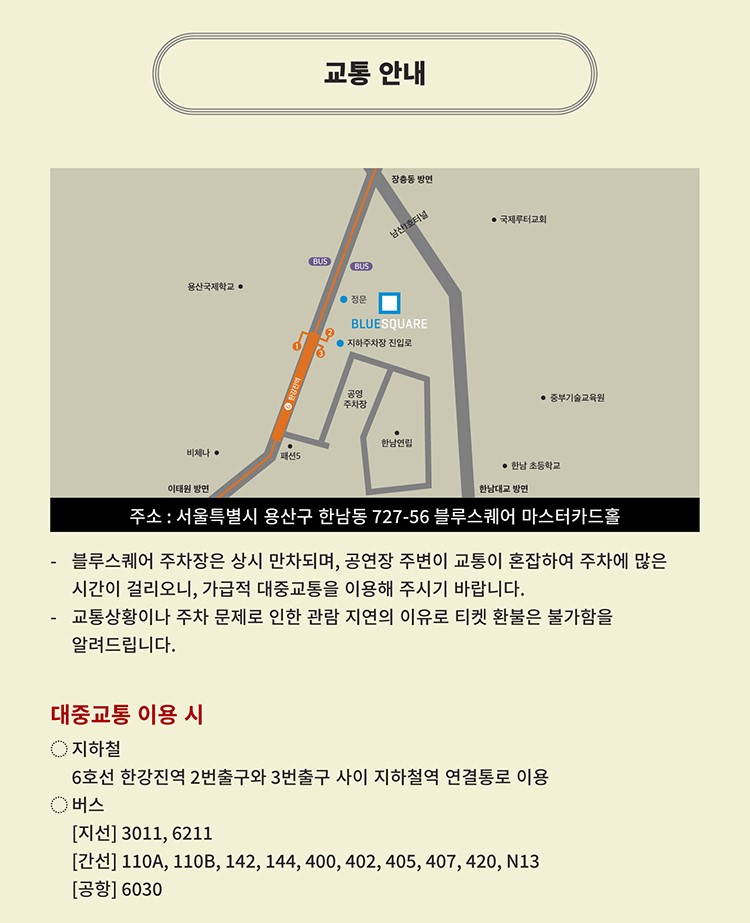 교통 안내
장충동 방면
국제루터교회
남산1호터널
BUS
BUS
용산국제학교
정문
BLUESQUARE
2
1
3
지하주차장 진입로
6 한강진역
공영
주차장
중부기술교육원
한남연립
비체나
패션5
한남 초등학교
이태원 방면
한남대교 방면
주소 : 서울특별시 용산구 한남동 727-56 블루스퀘어 마스터카드홀
- 블루스퀘어 주차장은 상시 만차되며, 공연장 주변이 교통이 혼잡하여 주차에 많은
시간이 걸리오니, 가급적 대중교통을 이용해 주시기 바랍니다.
- 교통상황이나 주차 문제로 인한 관람 지연의 이유로 티켓 환불은 불가함을
알려드립니다.
대중교통 이용 시
지하철
6호선 한강진역 2번출구와 3번출구 사이 지하철역 연결통로 이용
버스
[지선] 3011, 6211
[간선] 110A, 110B, 142, 144, 400, 402, 405, 407, 420, N13
[공항] 6030